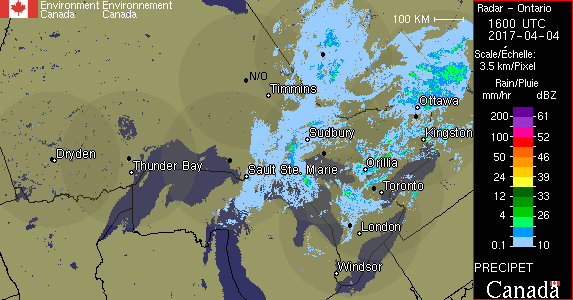 Environment Environnement
Canada Canada
100 KM
N/O
Timmins
Ottawa
Sudbury
Kingston
Dryden
Thunder Bay
Sault Ste. Marie
Orillia
Toronto
London
Windsor
Radar - Ontario
1600 UTC
2017-04-04
Scale/Échelle:
3.5 km/Pixel
Rain/Pluie
mm/hr dBZ
200 61
100 52
50 46
24 39
12 33
4 26
2 20
0.1 10
PRECIPET
Canada